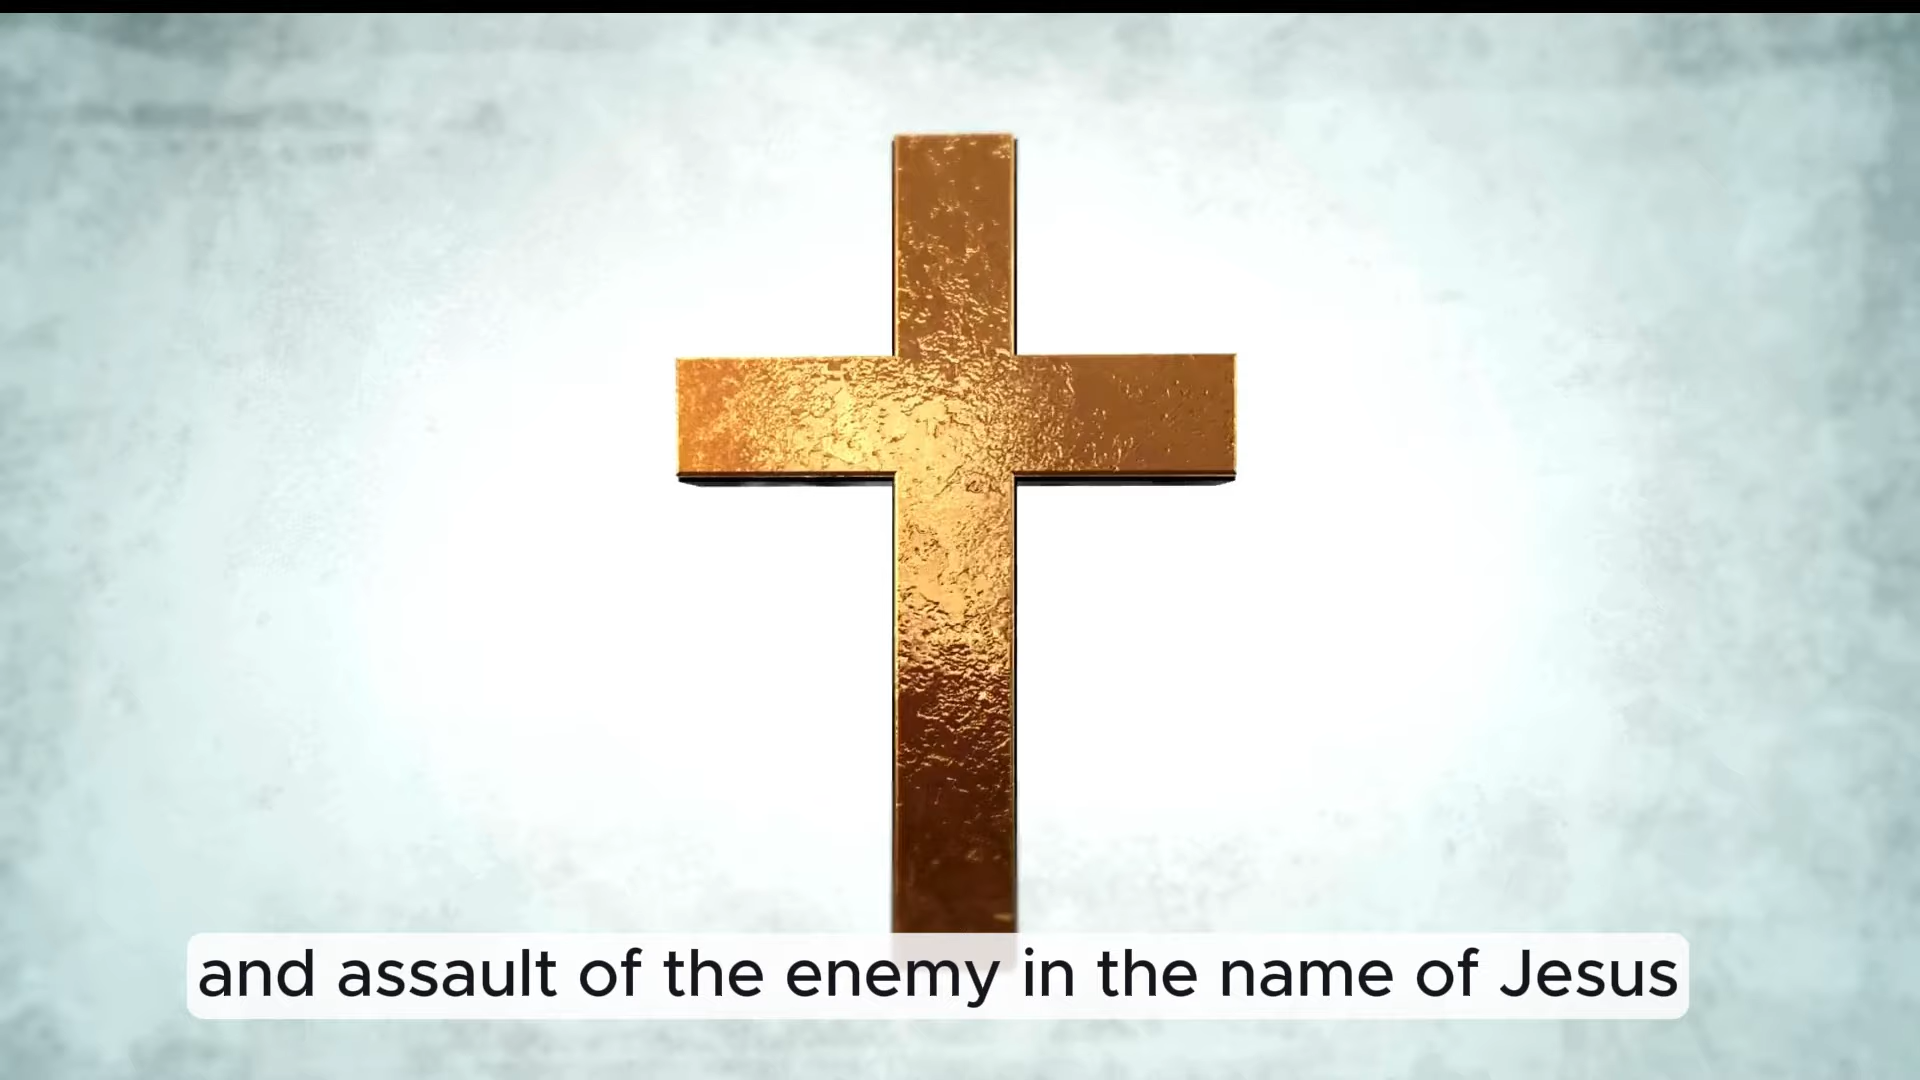 and assault of the enemy in the name of Jesus